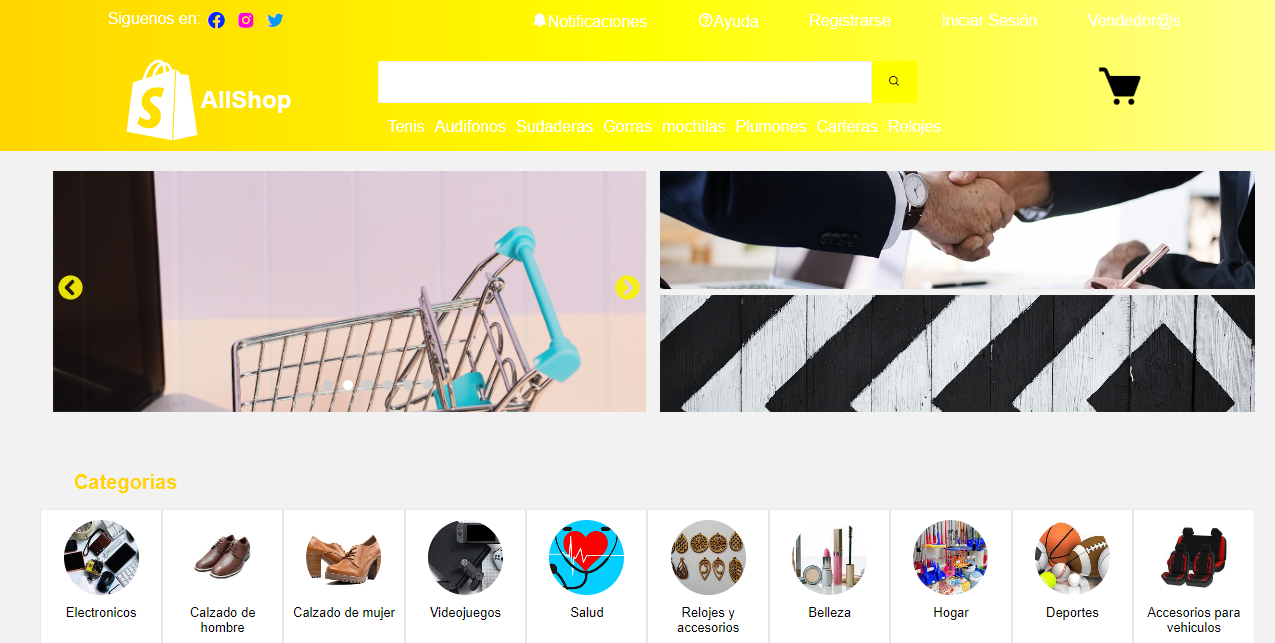 Siguenos en:
Notificaciones
Ayuda
Registrarse
Iniciar Sesión
Vendedor@s
S
AllShop
Tenis Audifonos Sudaderas Gorras mochilas Plumones Carteras Relojes
Categorias
Electronicos
Calzado de
hombre
Calzado de mujer
Videojuegos
Salud
Relojes y
accesorios
Belleza
Hogar
Deportes
Accesorios para
vehiculos